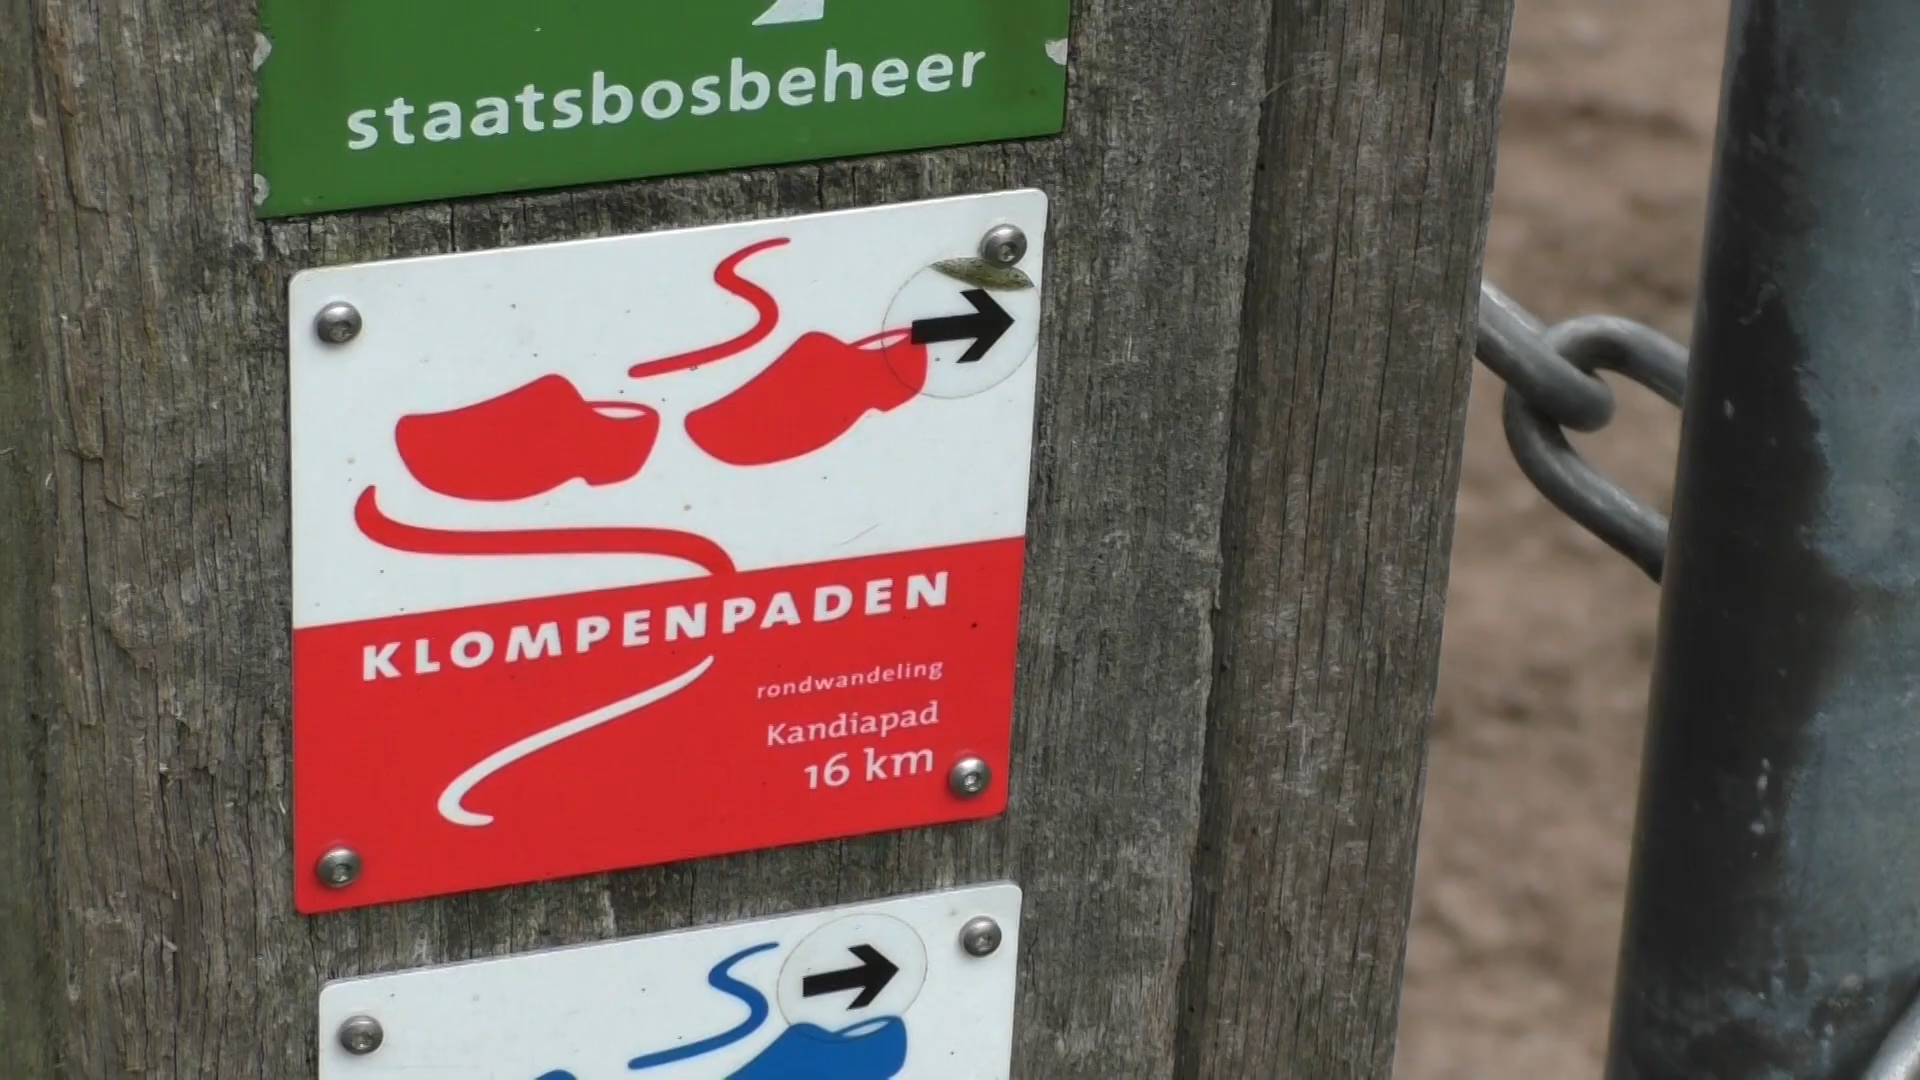 staatsbosbeheer
KLOMPENPADEN
rondwandeling
Kandiapad
16 km